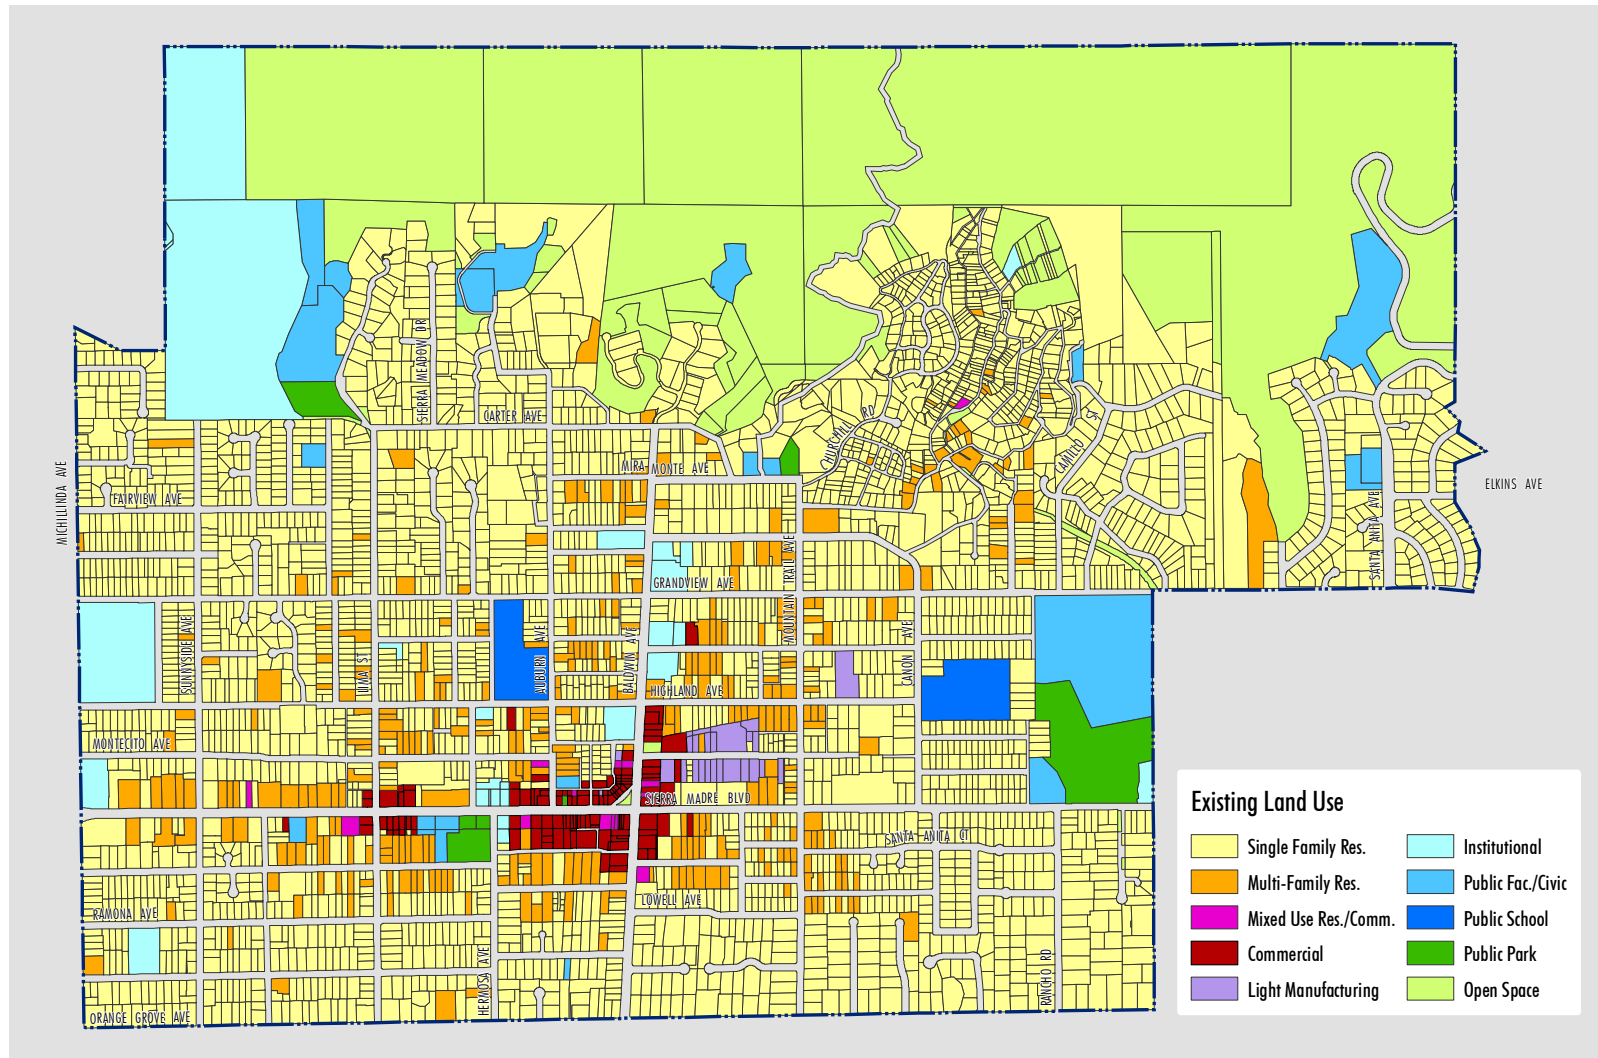 SIERRA MEADOW DR
CARTER AVE
CHURCHILL RD
CAMILLO
MIRA MONTE AVE
MICHILLINDA AVE
FAIRVIEW AVE
ELKINS AVE
SANTA ANITA AVE
GRANDVIEW AVE
MOUNTAIN TRAIL AVE
SUNNYSIDE AVE
LIMA ST
AUBURN AVE
BALDWIN AVE
CANON AVE
HIGHLAND AVE
MONTECITO AVE
SIERRA MADRE BLVD
SANTA ANITA CT
LOWELL AVE
RAMONA AVE
HERMOSA AVE
RANCHO RD
ORANGE GROVE AVE
Existing Land Use
Single Family Res.
Multi-Family Res.
Mixed Use Res./Comm.
Commercial
Light Manufacturing
Institutional
Public Fac./Civic
Public School
Public Park
Open Space